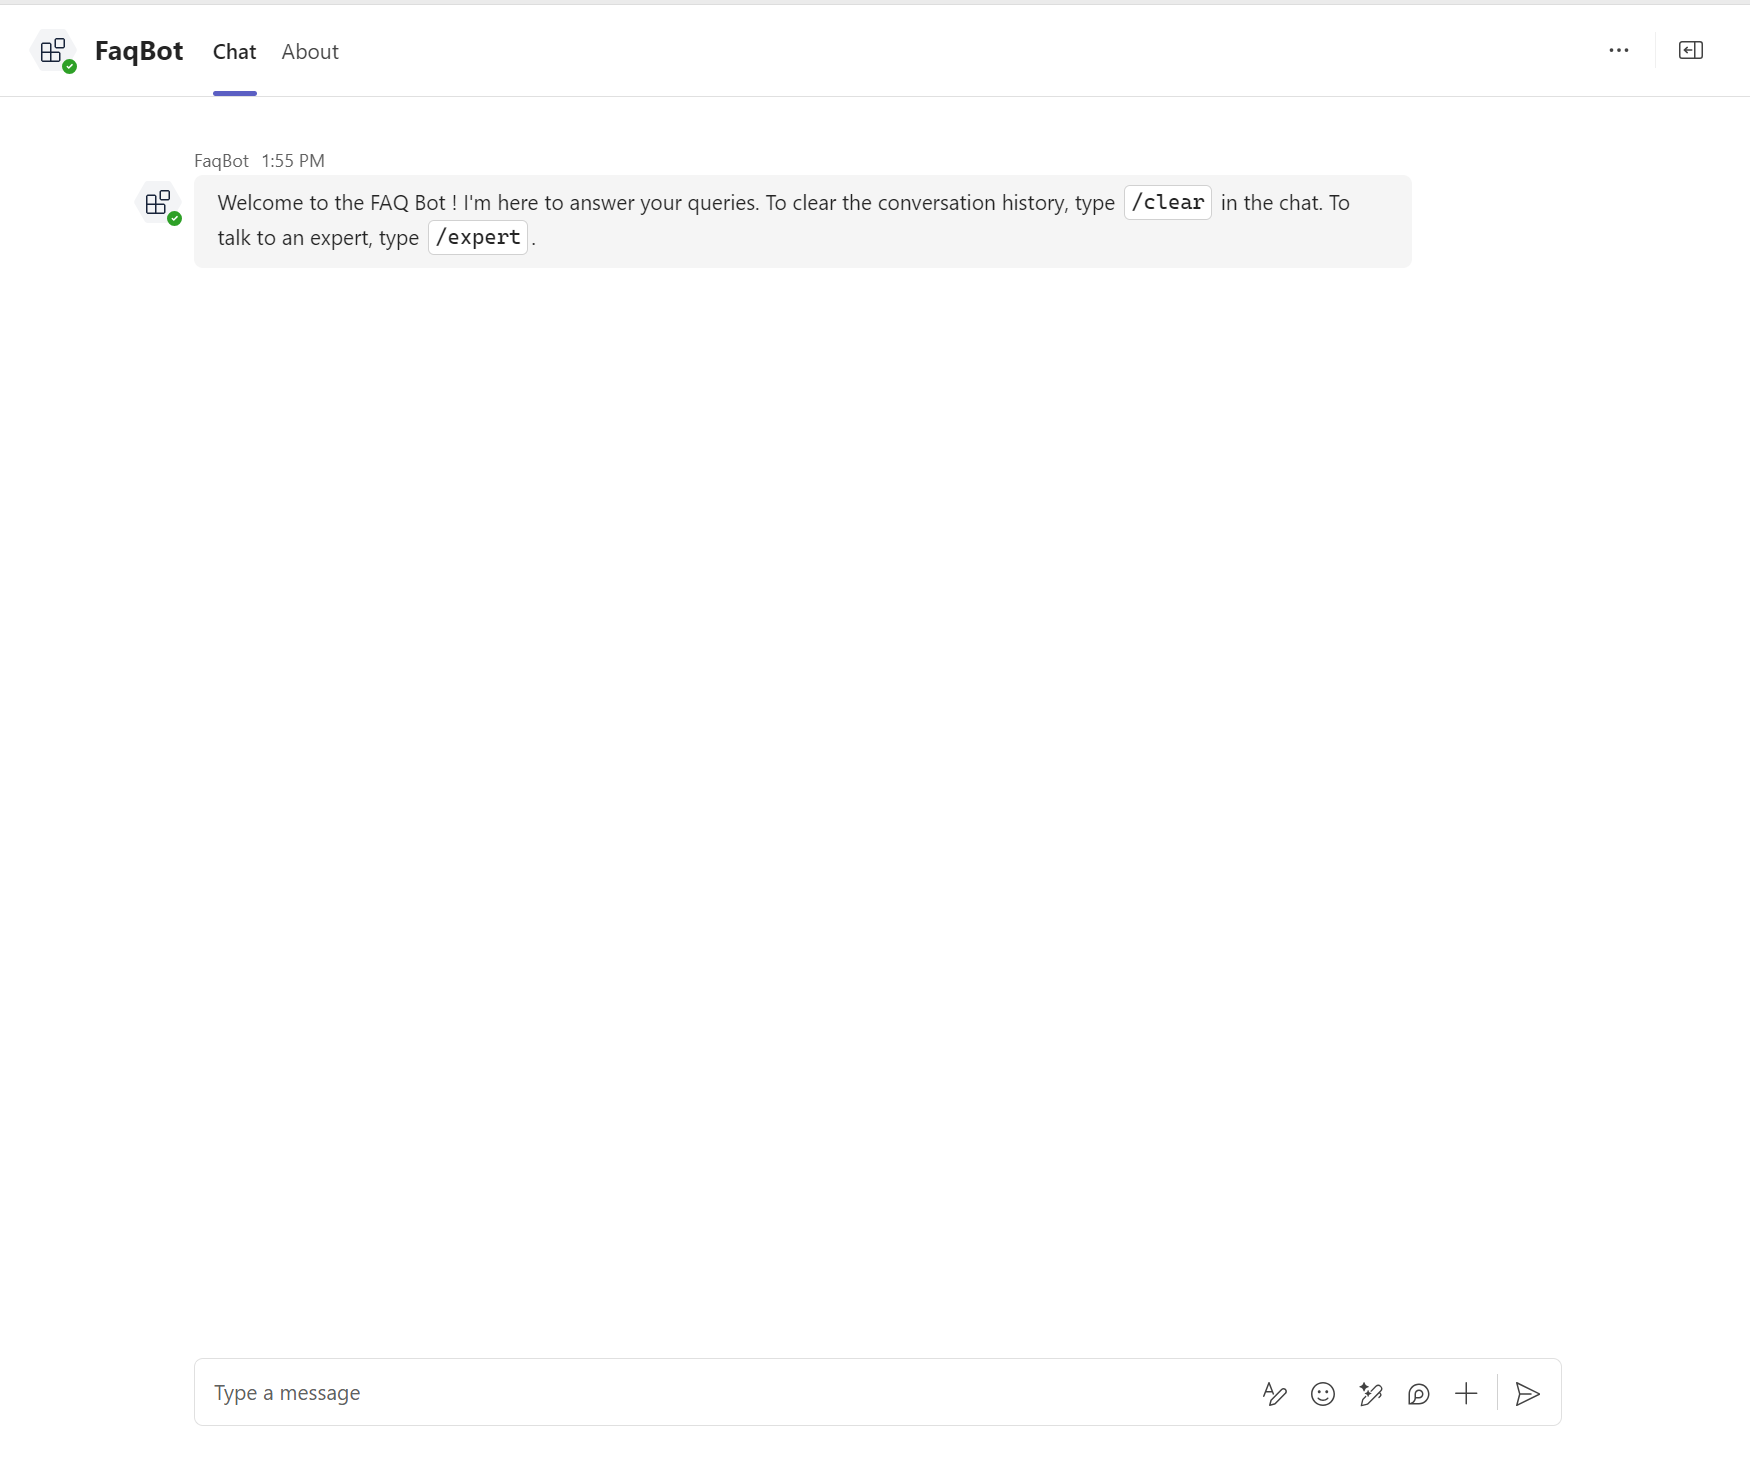 FaqBot Chat About
FaqBot 1:55 PM
Welcome to the FAQ Bot ! I'm here to answer your queries. To clear the conversation history, type /clear in the chat. To
talk to an expert, type /expert .
Type a message